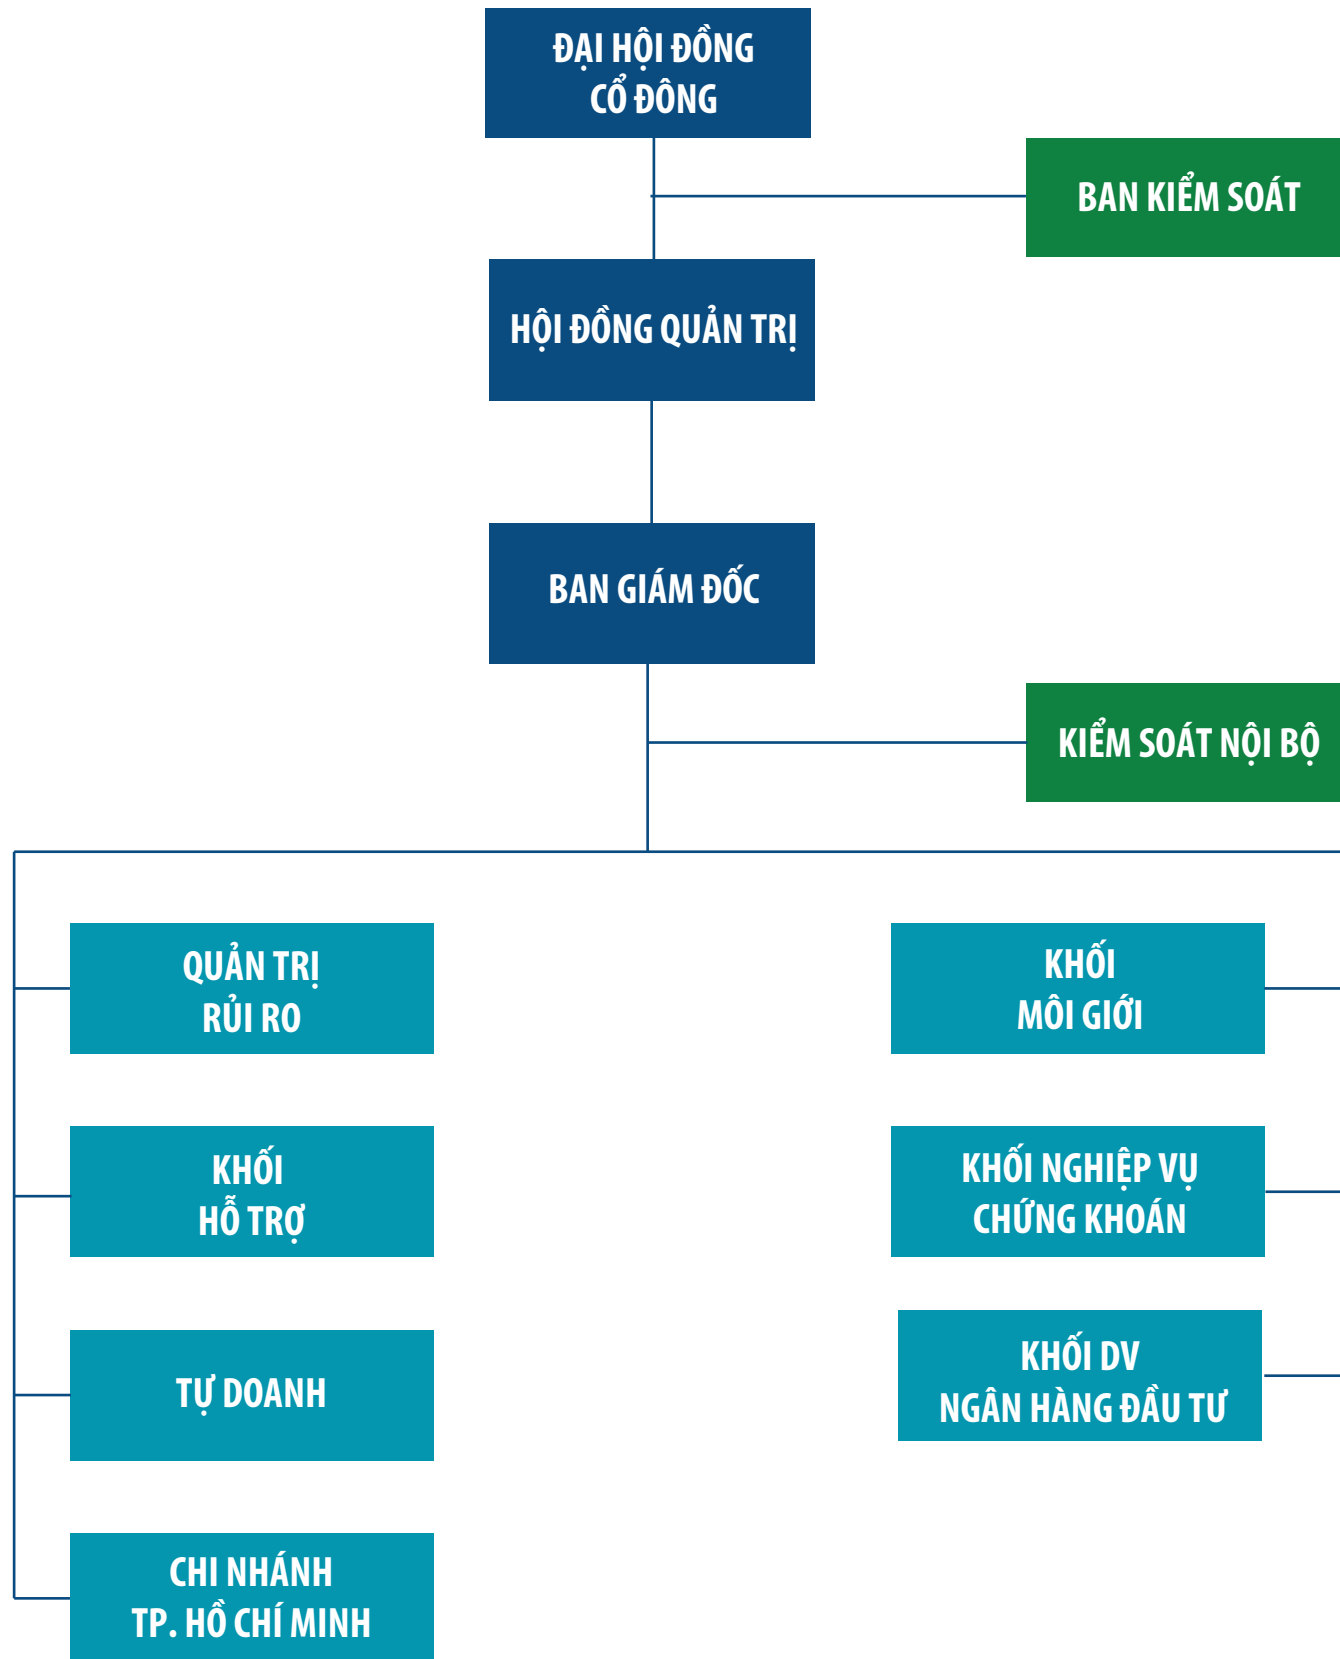 ĐẠI HỘI ĐỒNG
CỔ ĐÔNG
BAN KIỂM SOÁT
HỘI ĐỒNG QUẢN TRỊ
BAN GIÁM ĐỐC
KIỂM SOÁT NỘI BỘ
QUẢN TRỊ
RỦI RO
KHỐI
MÔI GIỚI
KHỐI
HỖ TRỢ
KHỐI NGHIỆP VỤ
CHỨNG KHOÁN
TỰ DOANH
KHỐI DV
NGÂN HÀNG ĐẦU TƯ
CHI NHÁNH
TP. HỒ CHÍ MINH